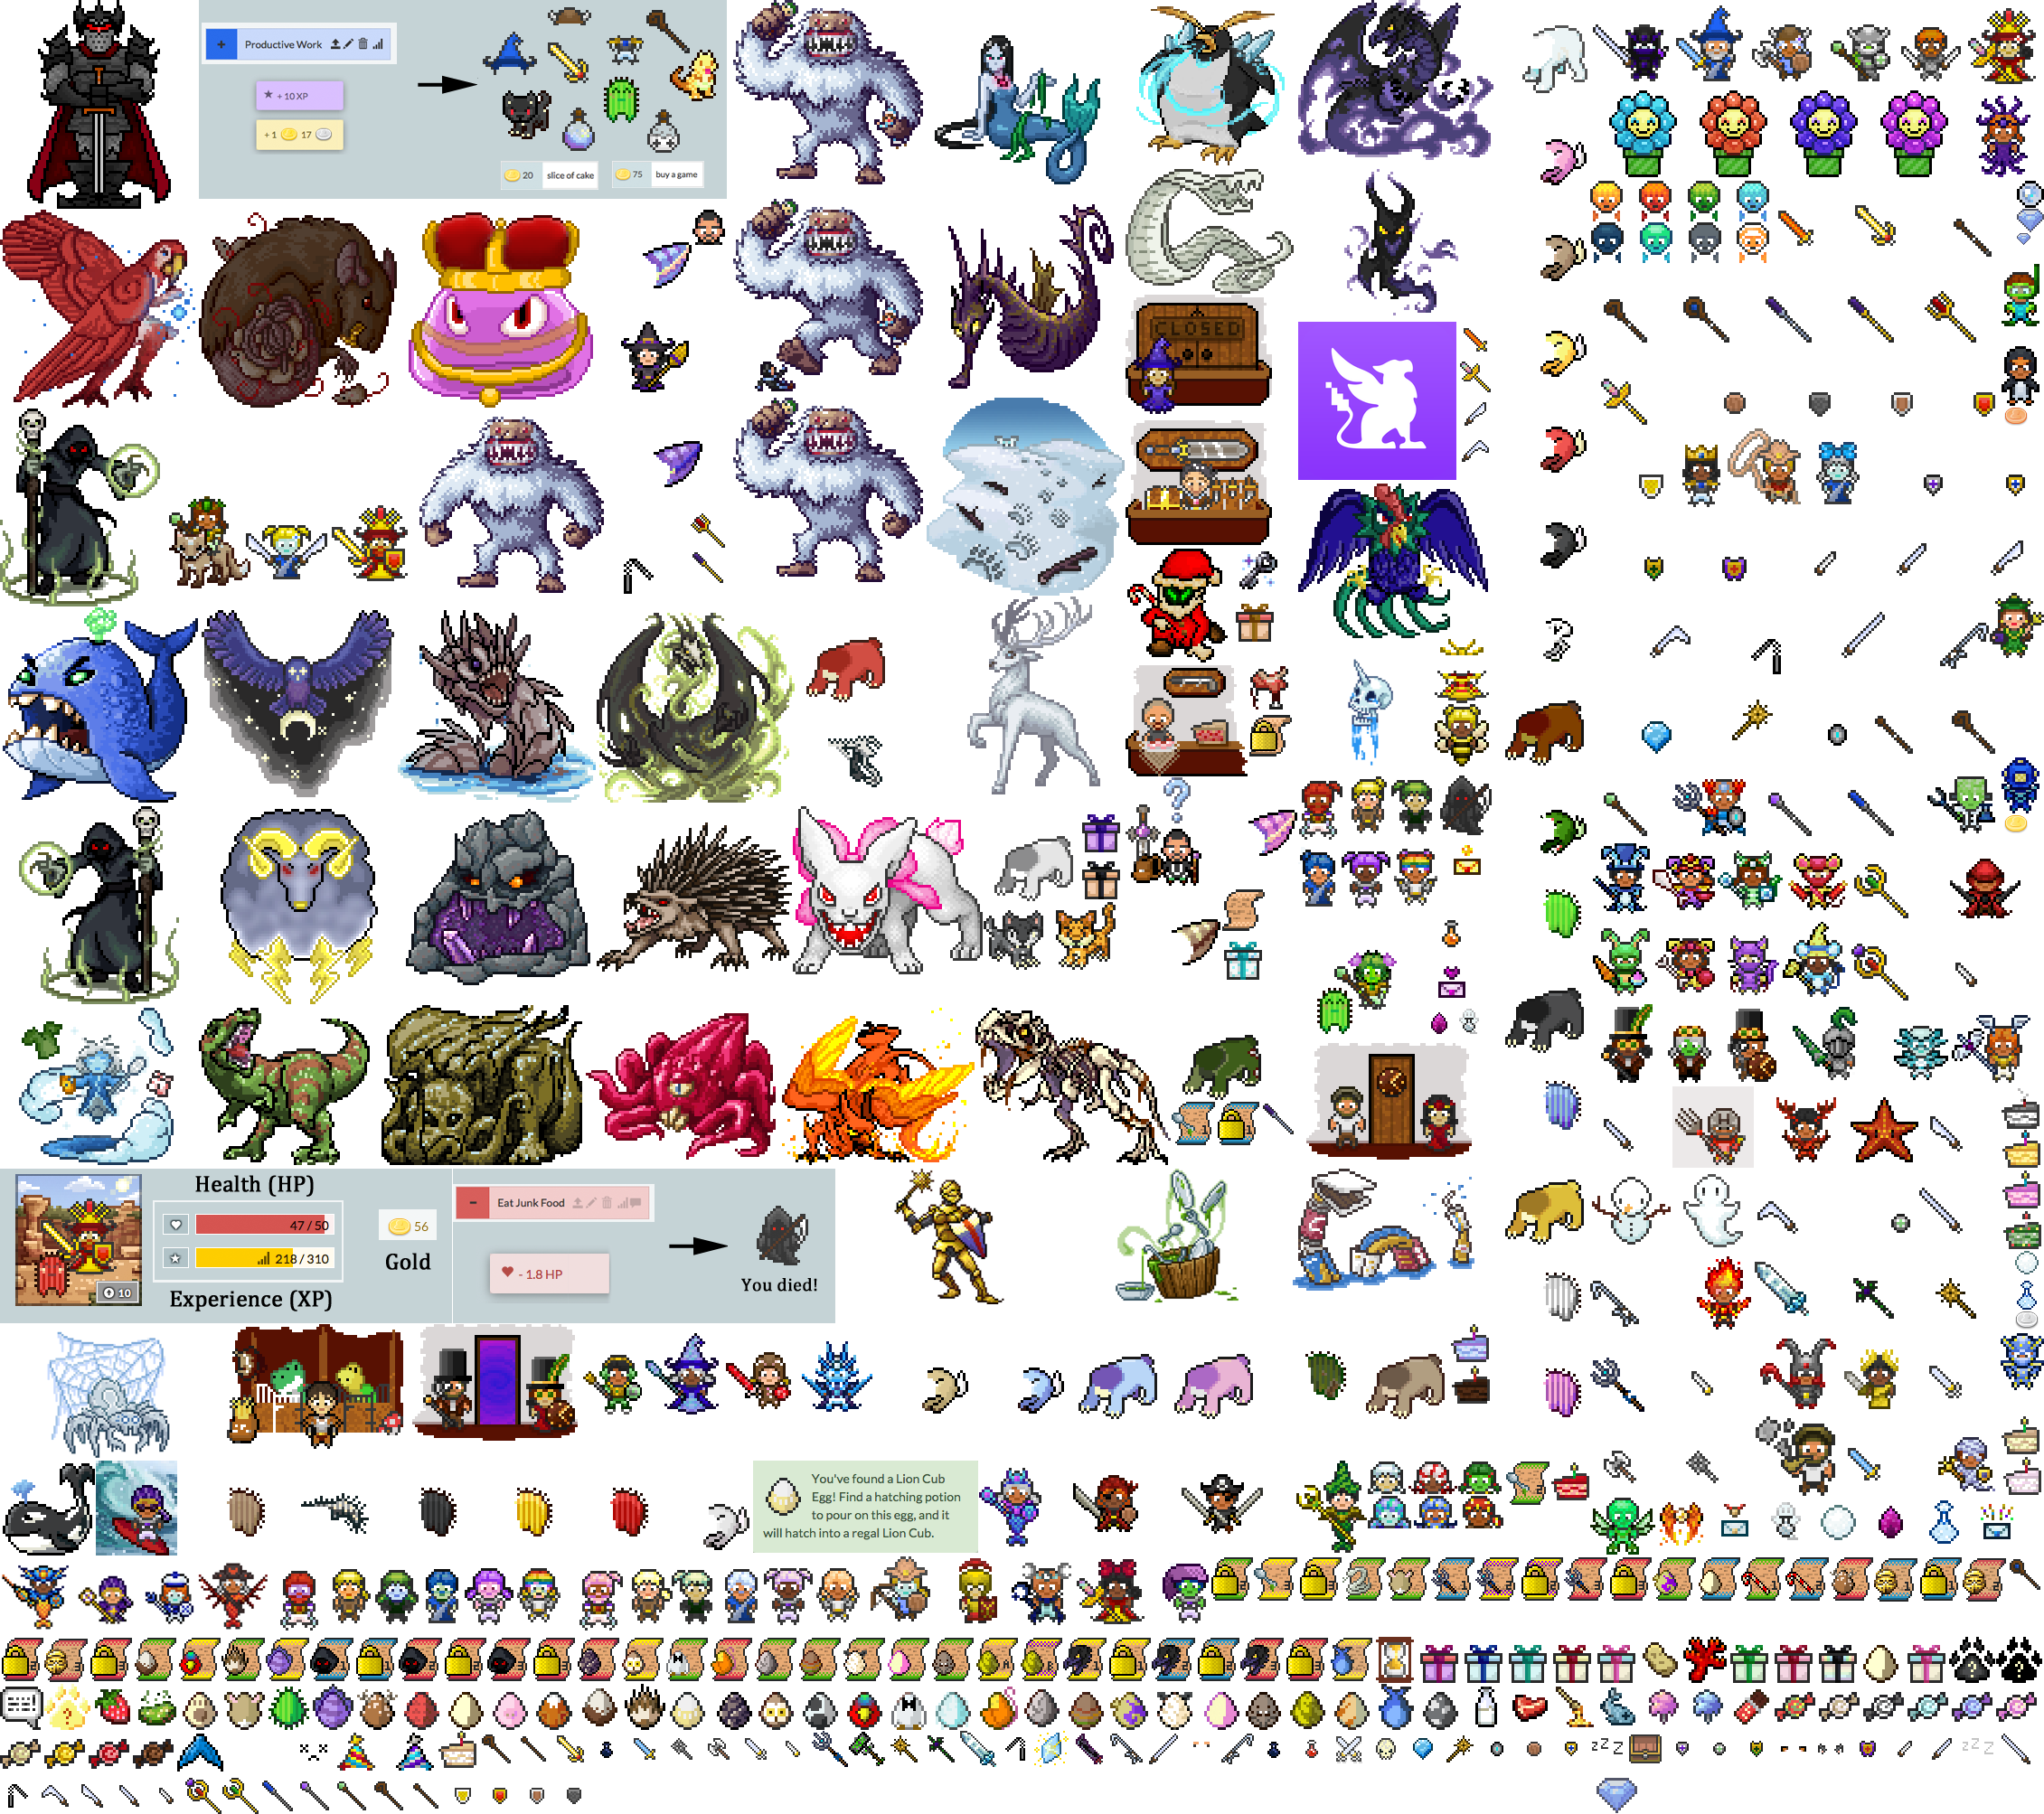 Productive Work
+ 10 XP
+ 1 17
20 slice of cake
75 buy a game
CLOSED
Health (HP)
47 / 50
218 / 310
10
Experience (XP)
56
Gold
Eat Junk Food
- 1.8 HP
You died!
You've found a Lion Cub
Egg! Find a hatching potion
to pour on this egg, and it
will hatch into a regal Lion Cub.